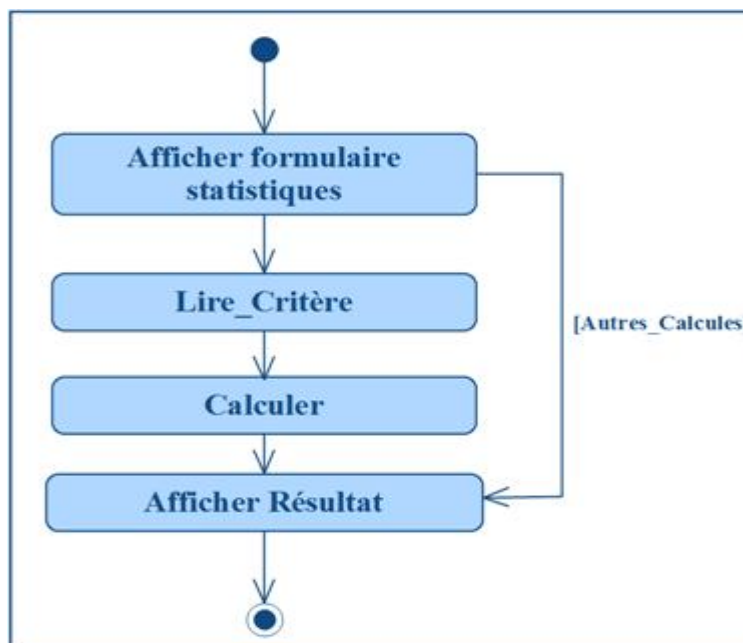 Afficher formulaire
statistiques
Lire_Critère
[Autres_Calcules
Calculer
Afficher Résultat